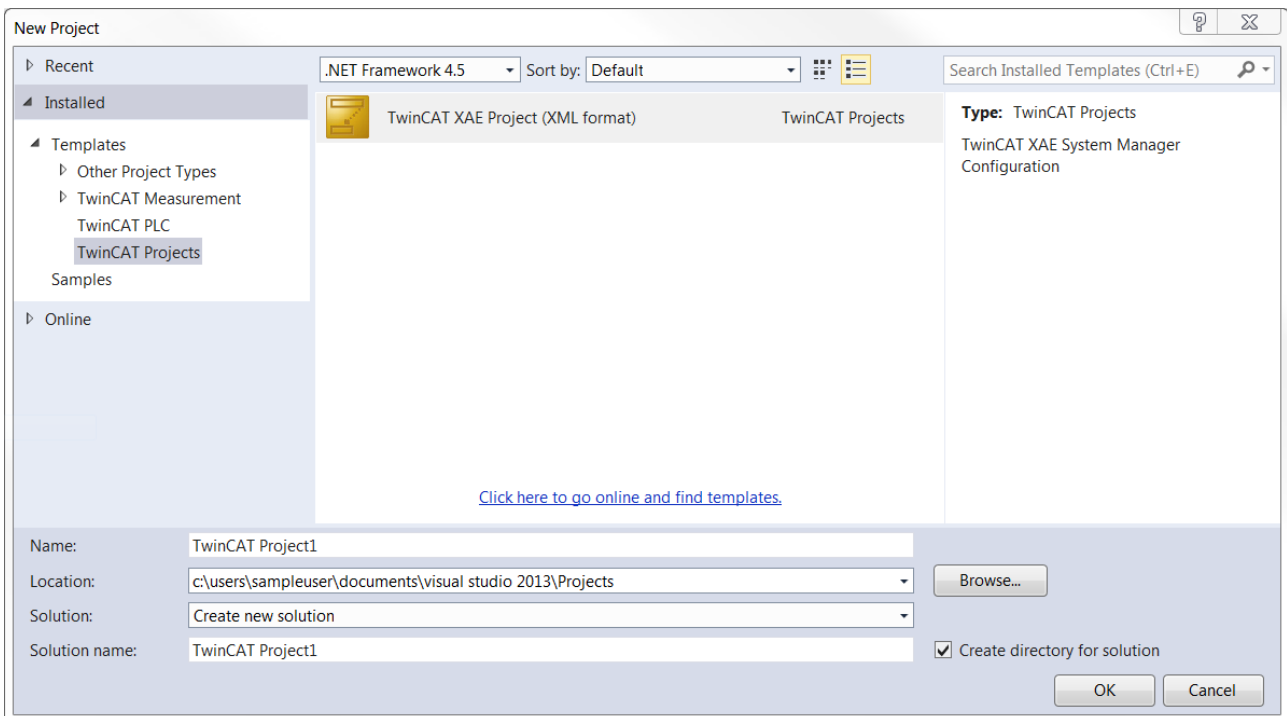 New Project
Recent
.NET Framework 4.5 Sort by: Default
Search Installed Templates (Ctrl+E)
Installed
Templates
Other Project Types
TwinCAT Measurement
TwinCAT PLC
TwinCAT Projects
Samples
Online
TwinCAT XAE Project (XML format) TwinCAT Projects
Type: TwinCAT Projects
TwinCAT XAE System Manager
Configuration
Click here to go online and find templates.
Name: TwinCAT Project1
Location: c:\users\sampleuser\documents\visual studio 2013\Projects Browse...
Solution: Create new solution
Solution name: TwinCAT Project1 Create directory for solution
OK Cancel